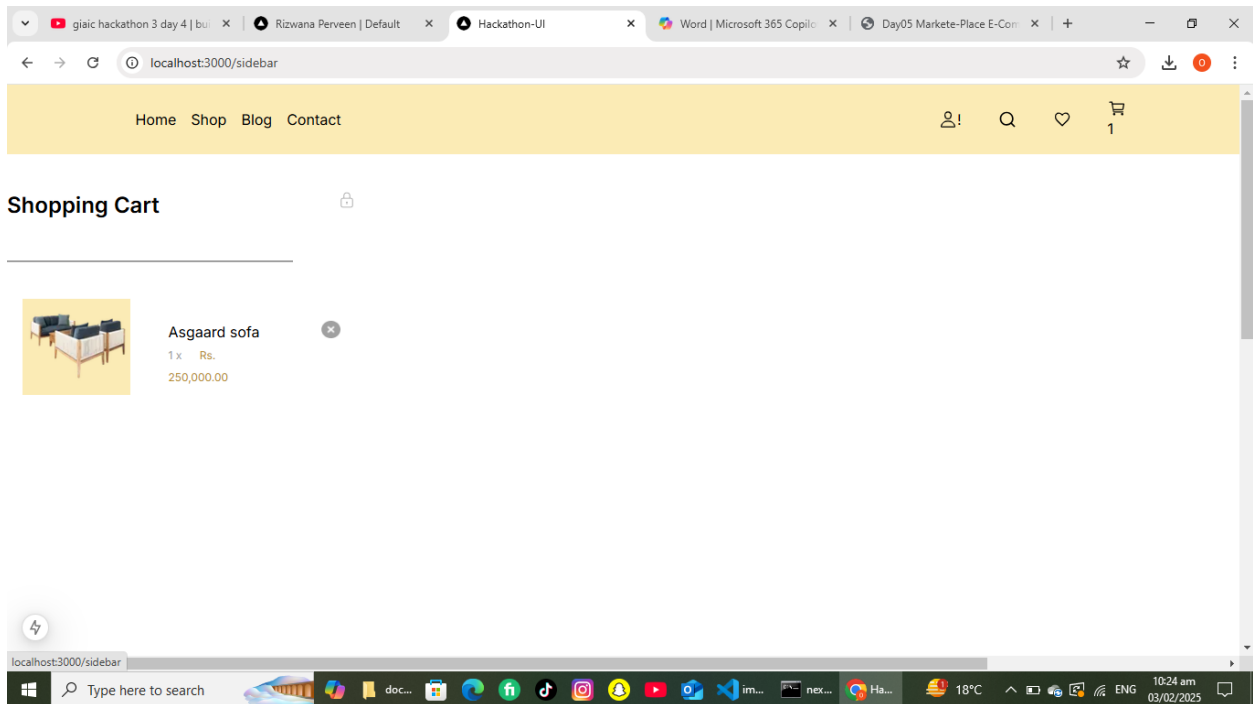 giaic hackathon 3 day 4 | bui
Rizwana Perveen | Default
Hackathon-UI
Word | Microsoft 365 Copilo
Day05 Markete-Place E-Com
localhost:3000/sidebar
O
Home Shop Blog Contact
!
1
Shopping Cart
Asgaard sofa
1 x Rs.
250,000.00
localhost:3000/sidebar
Type here to search
doc...
im...
nex...
Ha...
18°C
ENG
10:24 am
03/02/2025